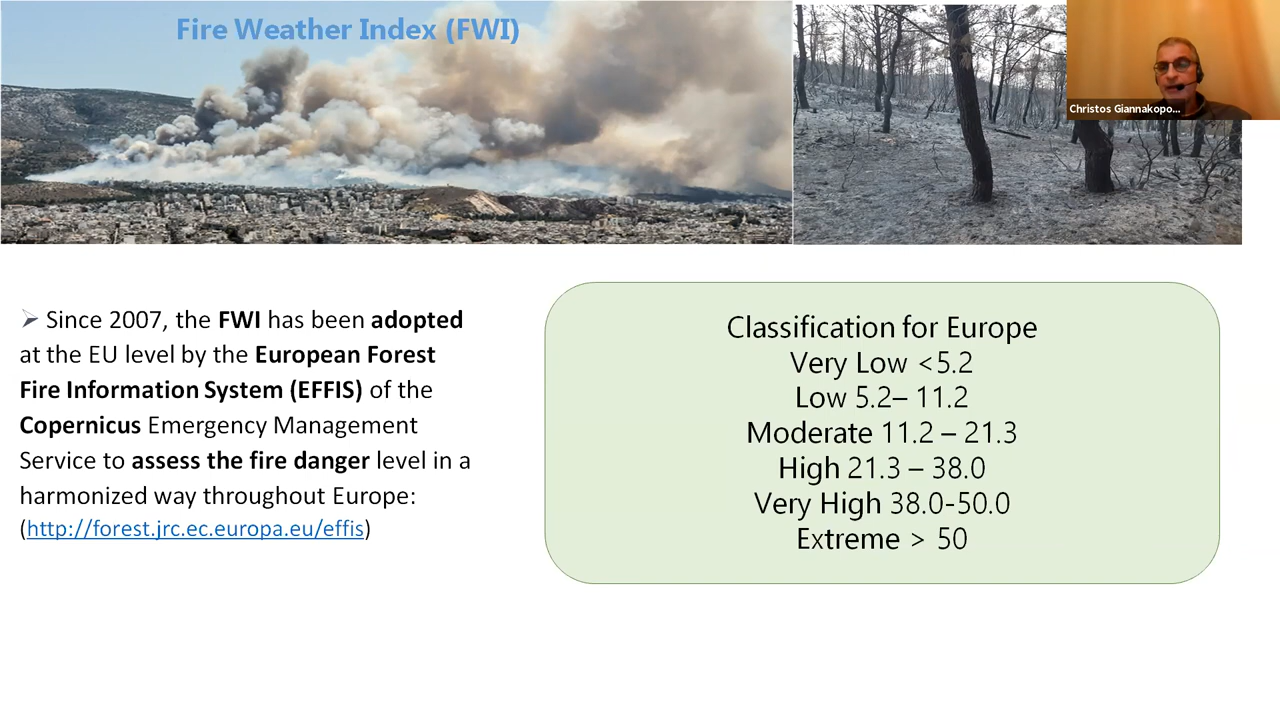 Fire Weather Index (FWI)
Christos Giannakopo...
➢ Since 2007, the FWI has been adopted
at the EU level by the European Forest
Fire Information System (EFFIS) of the
Copernicus Emergency Management
Service to assess the fire danger level in a
harmonized way throughout Europe:
(http://forest.jrc.ec.europa.eu/effis)
Classification for Europe
Very Low <5.2
Low 5.2– 11.2
Moderate 11.2 – 21.3
High 21.3 – 38.0
Very High 38.0-50.0
Extreme > 50